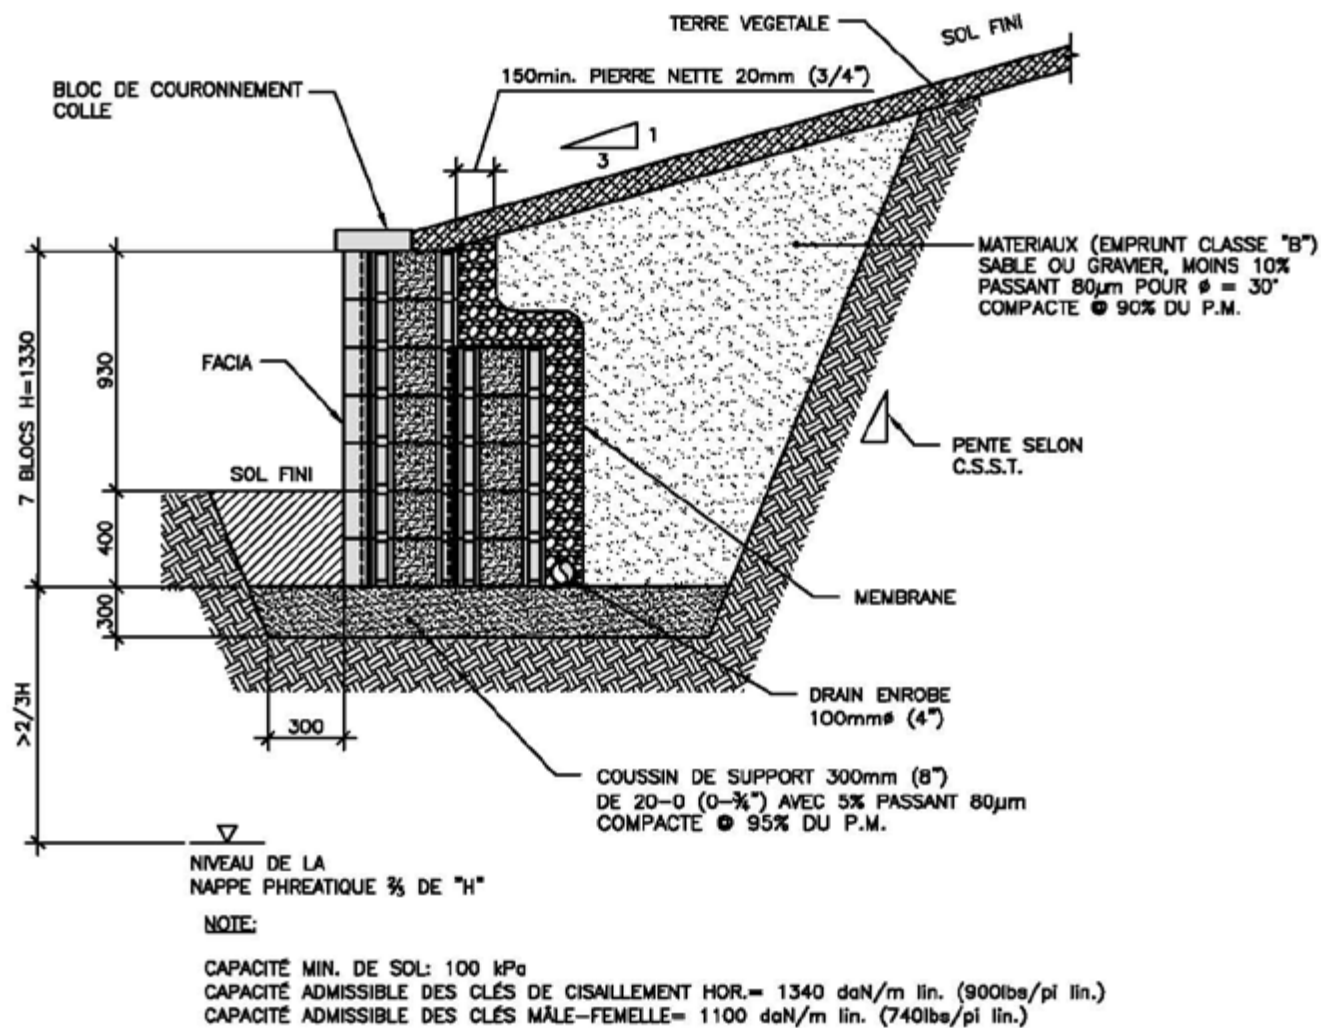 TERRE VEGETALE
SOL FINI
150min. PIERRE NETTE 20mm (3/4")
BLOC DE COURONNEMENT
COLLE
1
3
MATERIAUX (EMPRUNT CLASSE "B")
SABLE OU GRAVIER, MOINS 10%
PASSANT 80µm POUR ø = 30°
COMPACTE @ 90% DU P.M.
7 BLOCS H=1330
930
FACIA
PENTE SELON
C.S.S.T.
SOL FINI
400
300
MEMBRANE
>2/3H
DRAIN ENROBE
100mmø (4")
300
COUSSIN DE SUPPORT 300mm (8")
DE 20-0 (0-¾") AVEC 5% PASSANT 80µm
COMPACTE @ 95% DU P.M.
NIVEAU DE LA
NAPPE PHREATIQUE ⅔ DE "H"
NOTE:
CAPACITÉ MIN. DE SOL: 100 kPa
CAPACITÉ ADMISSIBLE DES CLÉS DE CISAILLEMENT HOR.= 1340 daN/m lin. (900lbs/pi lin.)
CAPACITÉ ADMISSIBLE DES CLÉS MÂLE-FEMELLE= 1100 daN/m lin. (740lbs/pi lin.)